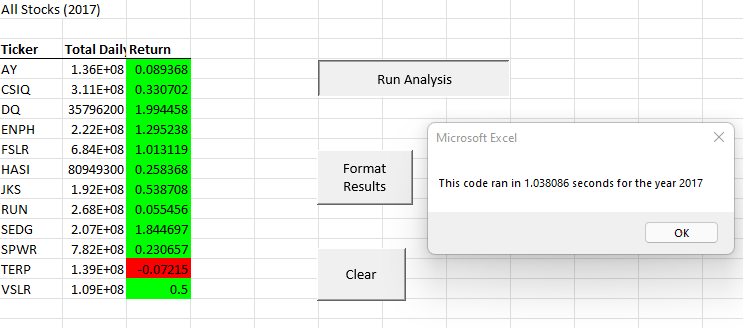 All Stocks (2017)
Ticker Total Daily Return
AY 1.36E+08 0.089368
CSIQ 3.11E+08 0.330702
DQ 35796200 1.994458
ENPH 2.22E+08 1.295238
FSLR 6.84E+08 1.013119
HASI 80949300 0.258368
JKS 1.92E+08 0.538708
RUN 2.68E+08 0.055456
SEDG 2.07E+08 1.844697
SPWR 7.82E+08 0.230657
TERP 1.39E+08 -0.07215
VSLR 1.09E+08 0.5
Run Analysis
Format
Results
Clear
Microsoft Excel
This code ran in 1.038086 seconds for the year 2017
OK